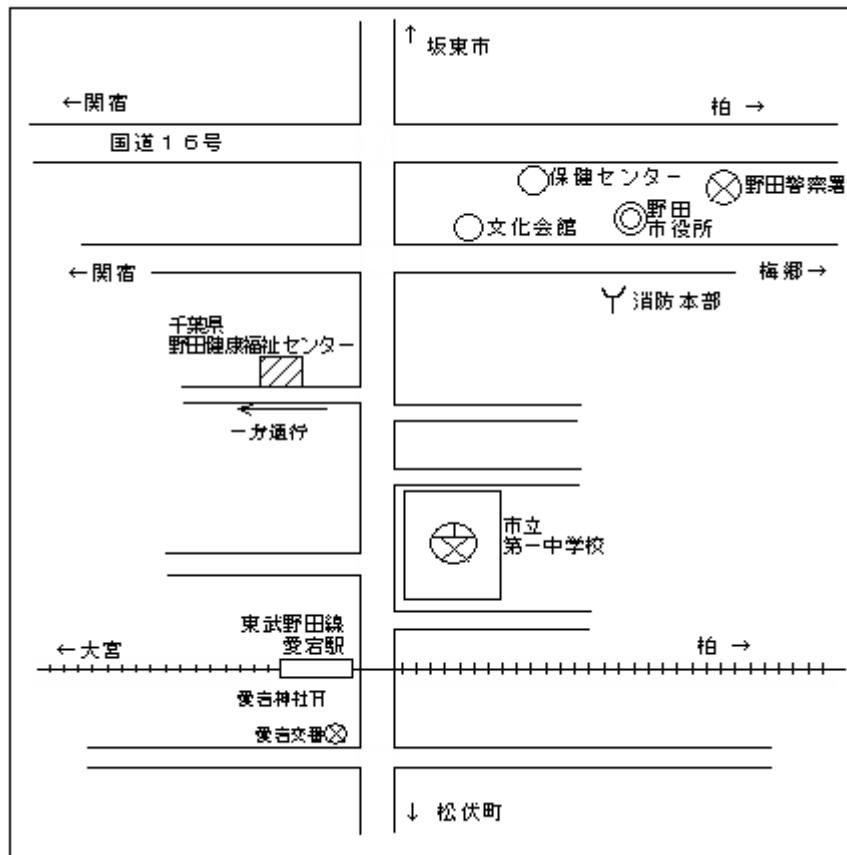 ↑
坂東市
←関宿
柏 →
国道16号
保健センター
野田警察署
文化会館
野田
市役所
←関宿
梅郷→
消防本部
千葉県
野田健康福祉センター
一方通行
市立
第一中学校
東武野田線
愛宕駅
←大宮
柏 →
愛宕神社
愛宕交番
↓ 松伏町